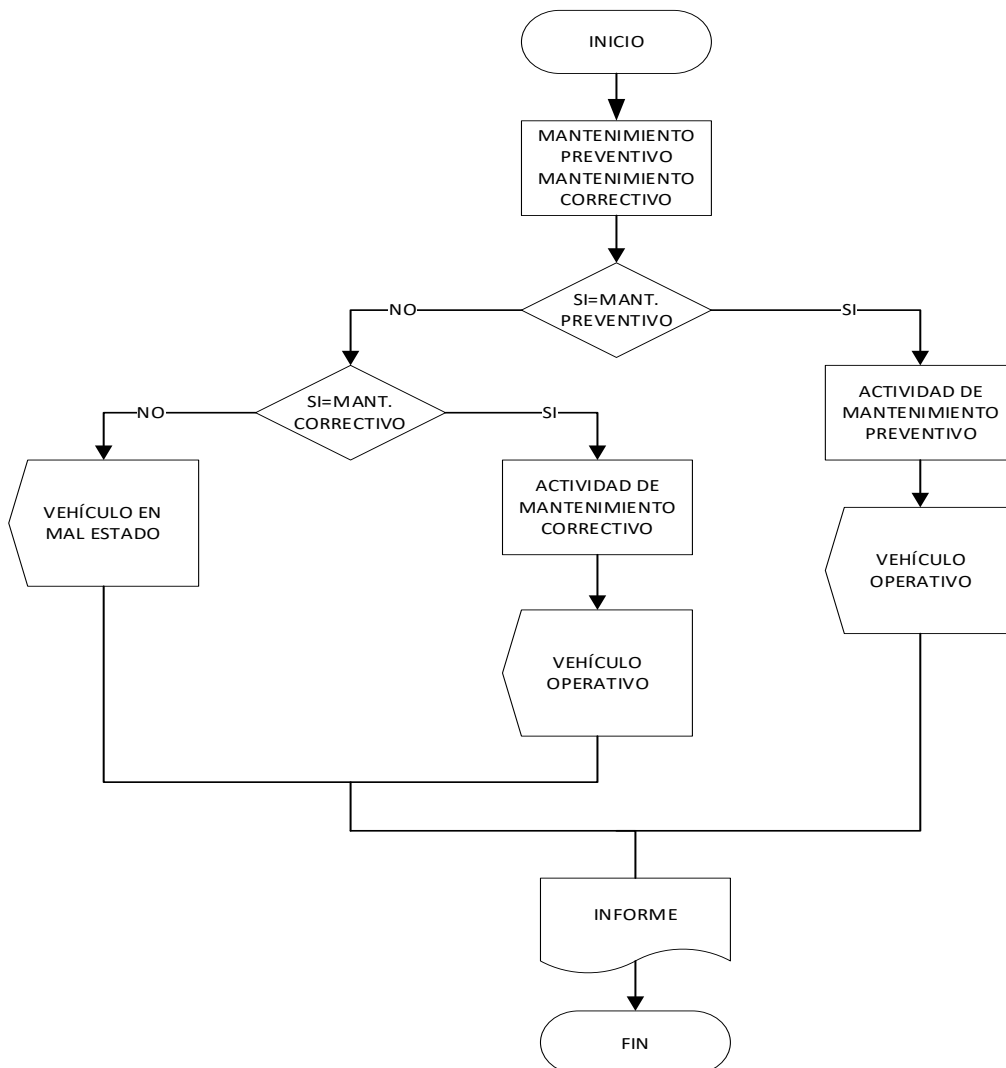 INICIO
MANTENIMIENTO
PREVENTIVO
MANTENIMIENTO
CORRECTIVO
SI=MANT.
PREVENTIVO
NO
SI
SI=MANT.
CORRECTIVO
NO
SI
ACTIVIDAD DE
MANTENIMIENTO
PREVENTIVO
VEHÍCULO EN
MAL ESTADO
ACTIVIDAD DE
MANTENIMIENTO
CORRECTIVO
VEHÍCULO
OPERATIVO
VEHÍCULO
OPERATIVO
INFORME
FIN